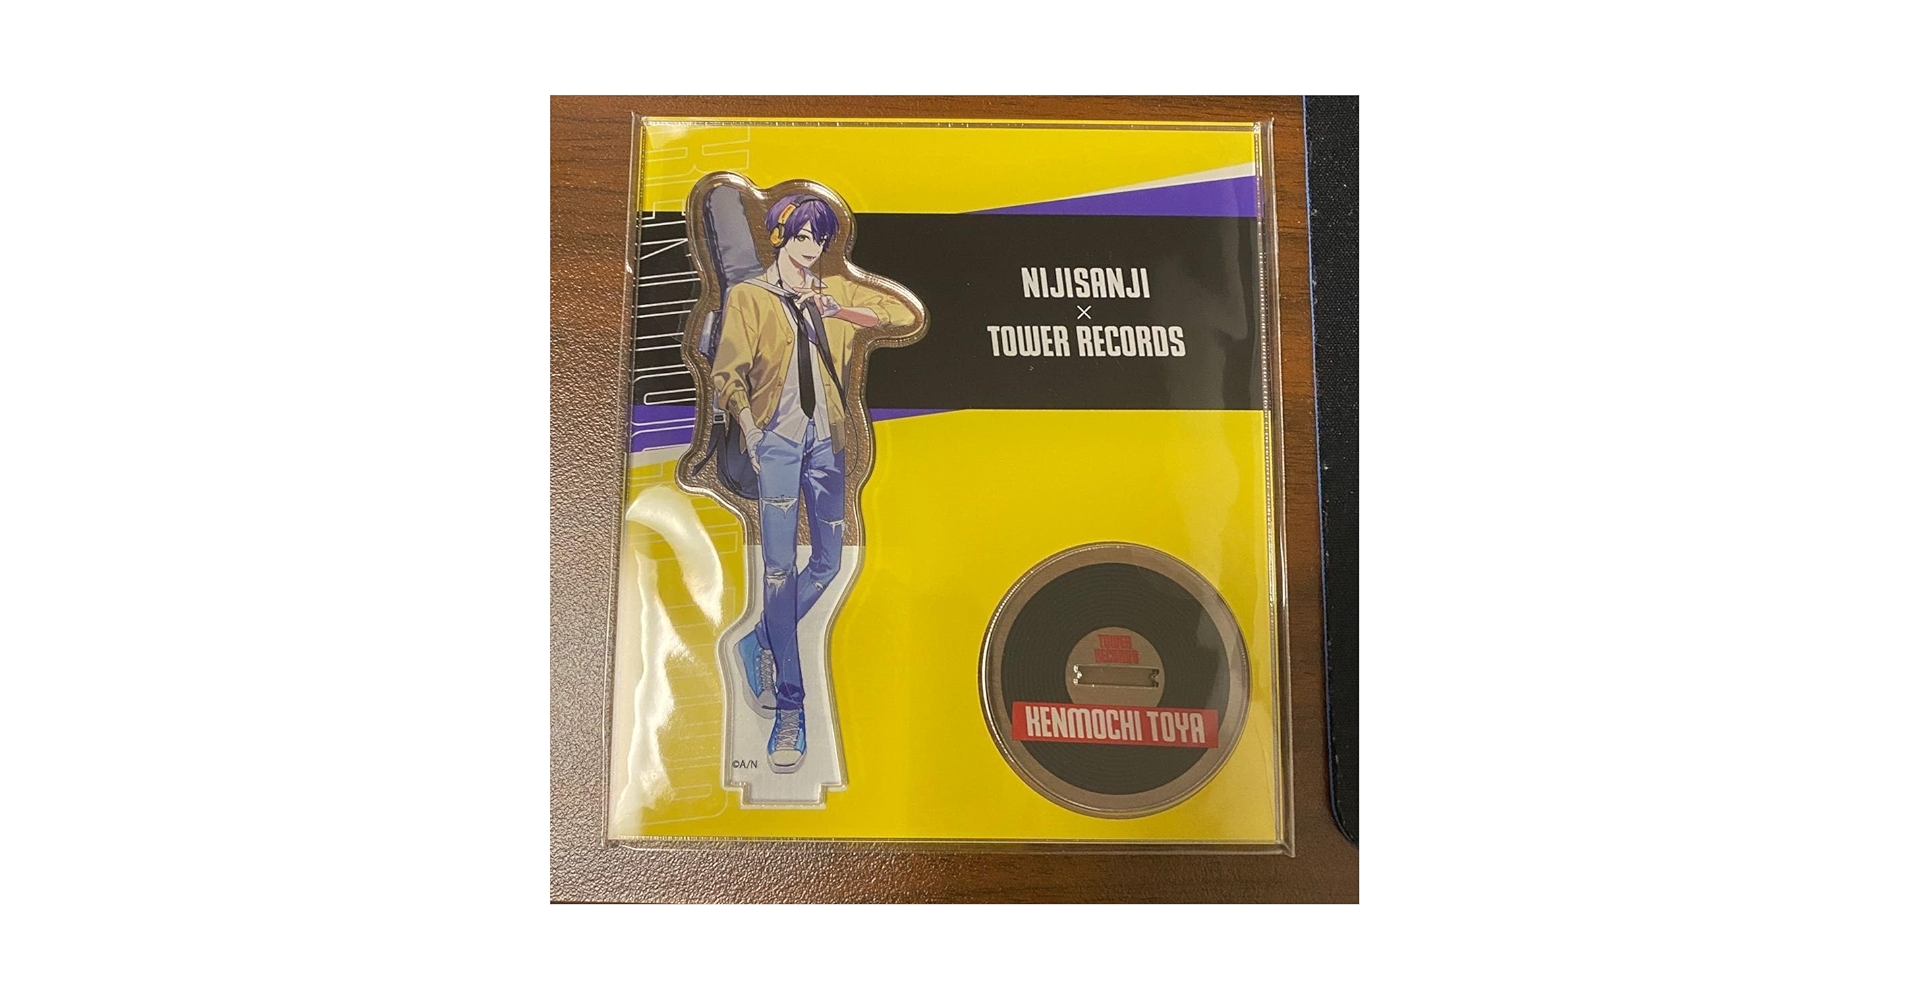 NIJISANJI
×
TOWER RECORDS
TOWER
RECORDS
KENMOCHI TOYA
©A/N